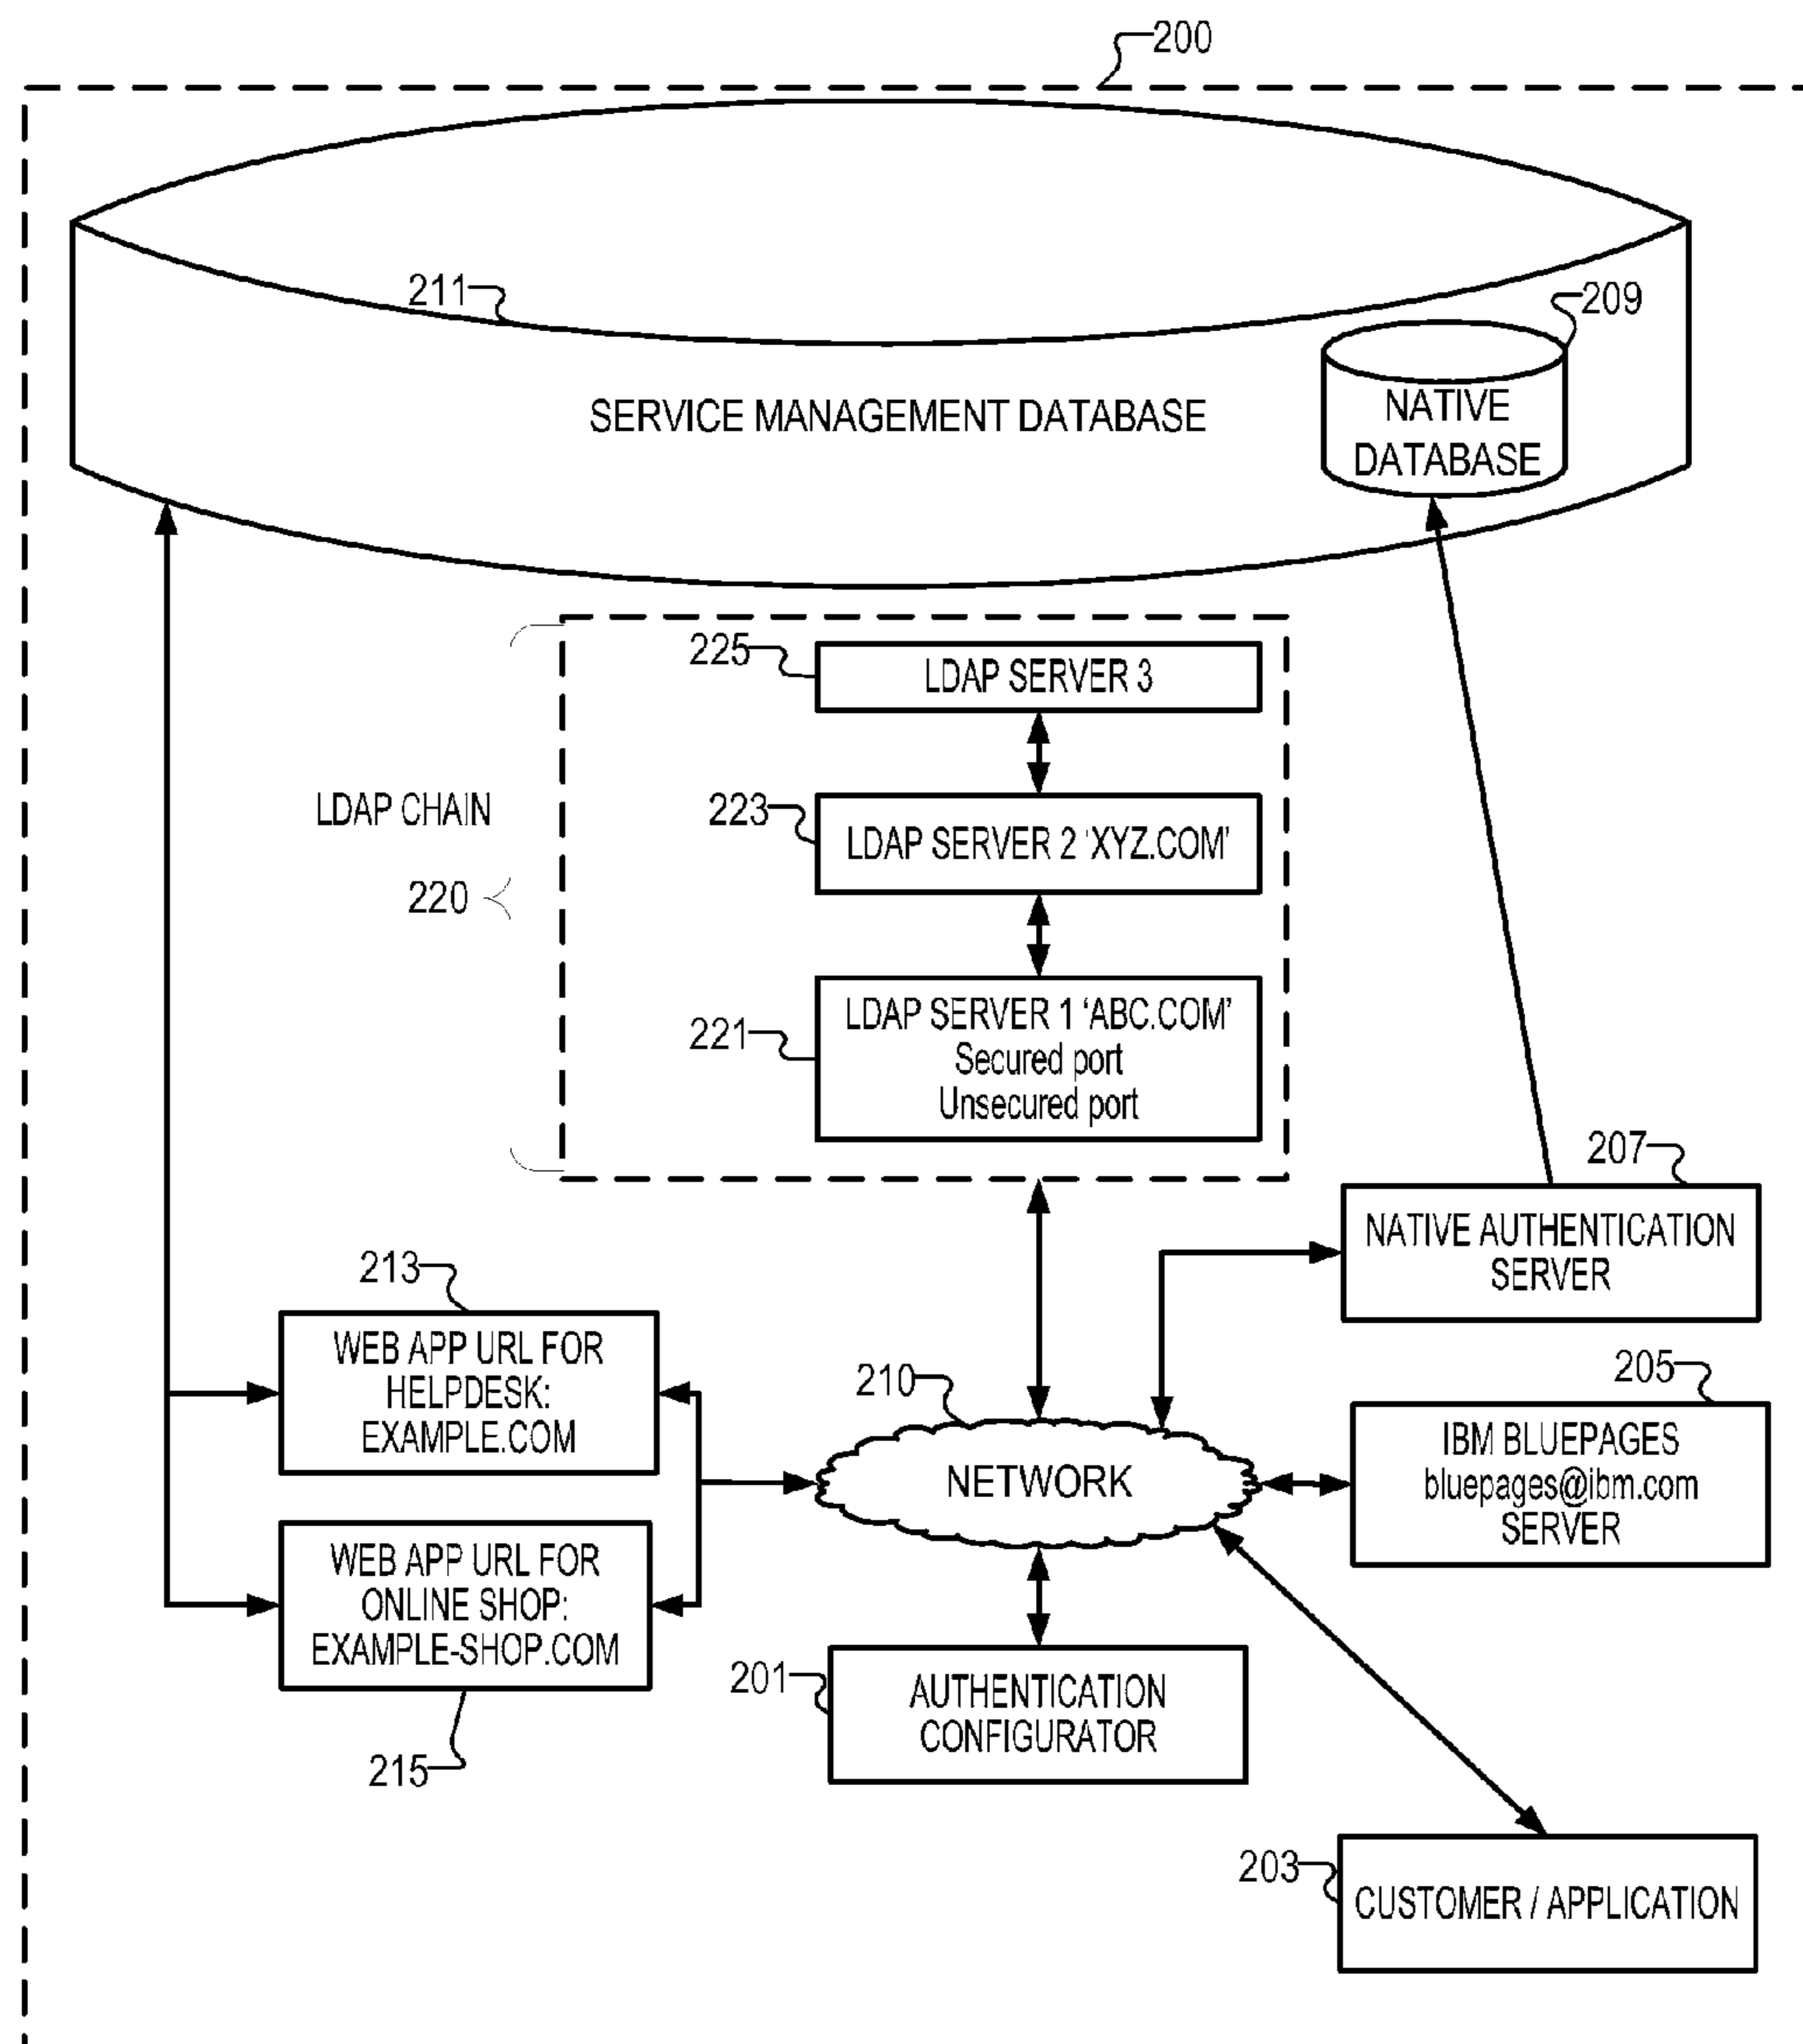 200
211
209
SERVICE MANAGEMENT DATABASE
NATIVE
DATABASE
225
LDAP SERVER 3
LDAP CHAIN
220
223
LDAP SERVER 2 'XYZ.COM'
221
LDAP SERVER 1 'ABC.COM'
Secured port
Unsecured port
207
NATIVE AUTHENTICATION
SERVER
213
WEB APP URL FOR
HELPDESK:
EXAMPLE.COM
210
NETWORK
205
IBM BLUEPAGES
bluepages@ibm.com
SERVER
WEB APP URL FOR
ONLINE SHOP:
EXAMPLE-SHOP.COM
215
201
AUTHENTICATION
CONFIGURATOR
203
CUSTOMER / APPLICATION